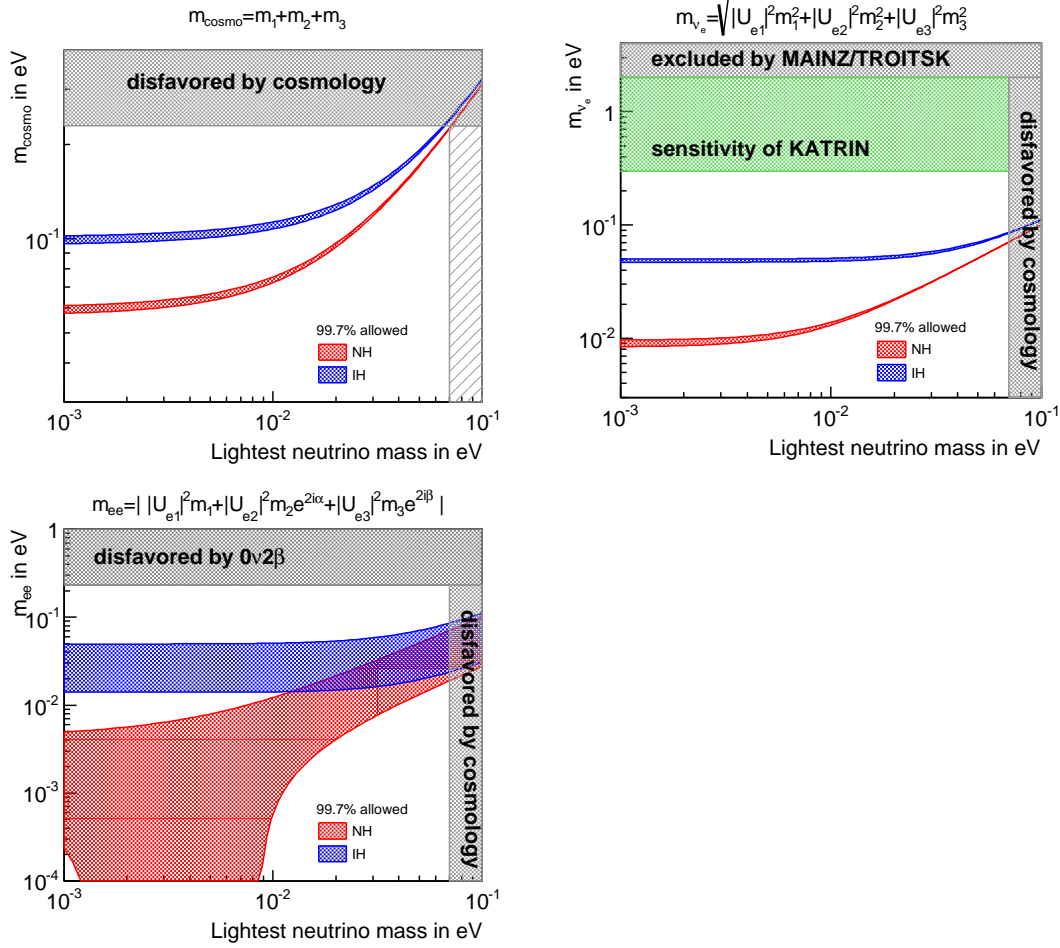 m_cosmo=m_1+m_2+m_3
m_cosmo in eV
disfavored by cosmology
10^-1
99.7% allowed
NH
IH
10^-3
10^-2
10^-1
Lightest neutrino mass in eV
m_ν_e=√|U_e1|^2m_1^2+|U_e2|^2m_2^2+|U_e3|^2m_3^2
m_ν_e in eV
excluded by MAINZ/TROITSK
1
sensitivity of KATRIN
10^-1
10^-2
disfavored by cosmology
99.7% allowed
NH
IH
10^-3
10^-2
10^-1
Lightest neutrino mass in eV
m_ee=| |U_e1|^2m_1+|U_e2|^2m_2e^2iα+|U_e3|^2m_3e^2iβ |
m_ee in eV
1
disfavored by 0ν2β
10^-1
10^-2
10^-3
10^-4
disfavored by cosmology
99.7% allowed
NH
IH
10^-3
10^-2
10^-1
Lightest neutrino mass in eV